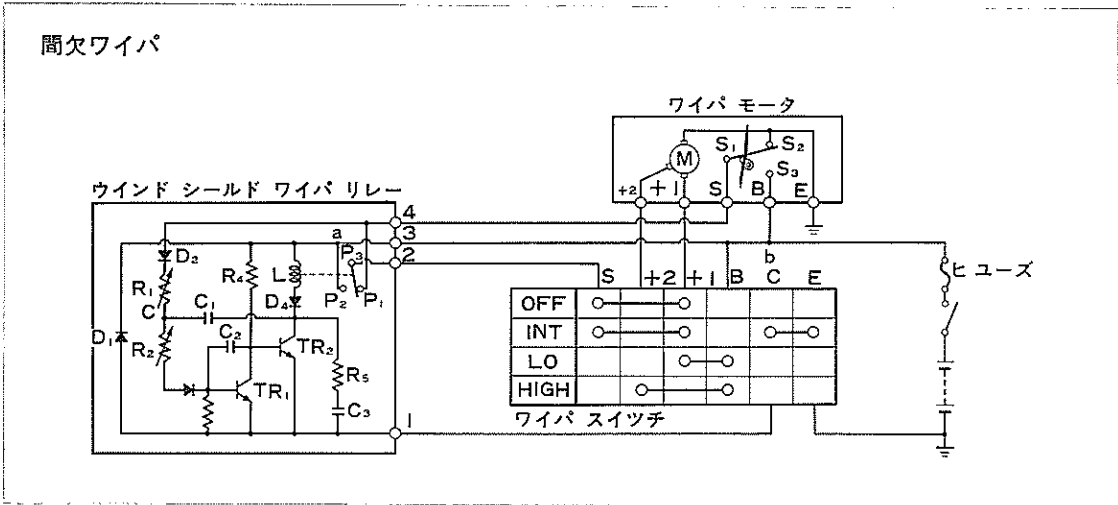 間欠ワイパ
ワイパ モータ
M
S₁ S₂
S₃
+2 +1 S B E
ウインド シールド ワイパ リレー
4
a 3
D₂ P₃ 2
R₁ R₄ L P₂ P₁
C C₁ D₄
D₁ R₂ C₂ TR₂
TR₁ R₅
C₃
1
b
S +2 +1 B C E
ヒューズ
OFF
INT
LO
HIGH
ワイパ スイッチ